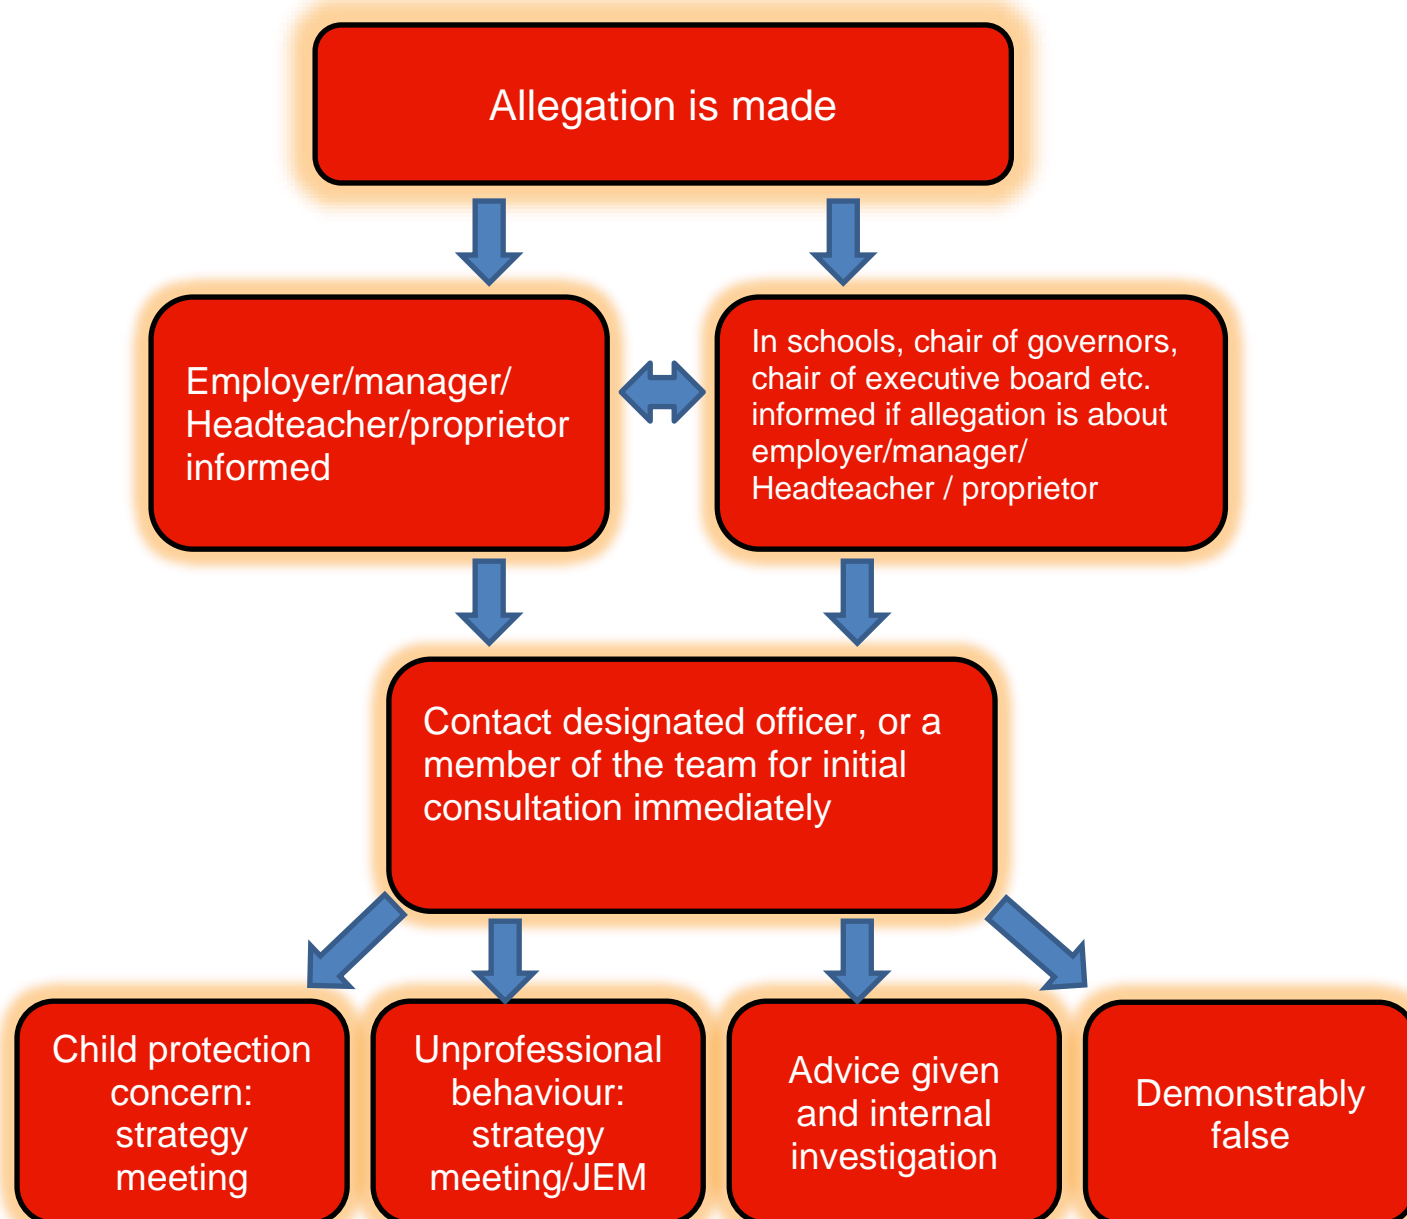 Allegation is made
Employer/manager/
Headteacher/proprietor
informed
In schools, chair of governors,
chair of executive board etc.
informed if allegation is about
employer/manager/
Headteacher / proprietor
Contact designated officer, or a
member of the team for initial
consultation immediately
Child protection
concern:
strategy
meeting
Unprofessional
behaviour:
strategy
meeting/JEM
Advice given
and internal
investigation
Demonstrably
false